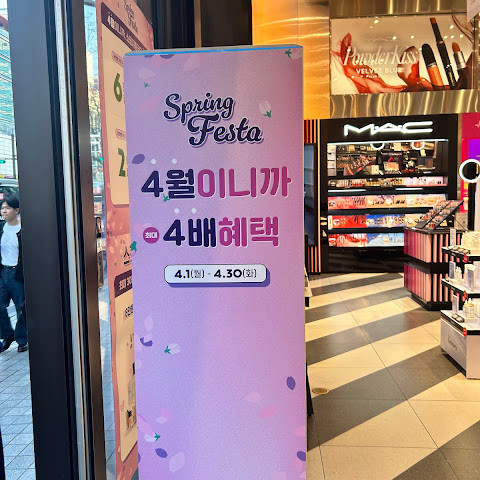 Spring
Festa
4월이니까
최대
4배혜택
4.1(월) - 4.30(화)
PowderKiss
VELVET BLUR
MAC